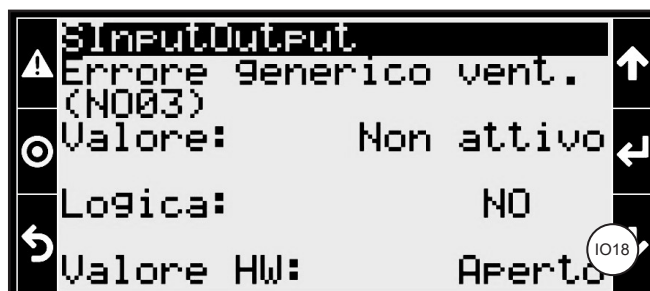 SInputOutput
Errore generico vent.
(NO03)
Valore: Non attivo
Logica: NO
IO18
Valore HW: Aperto